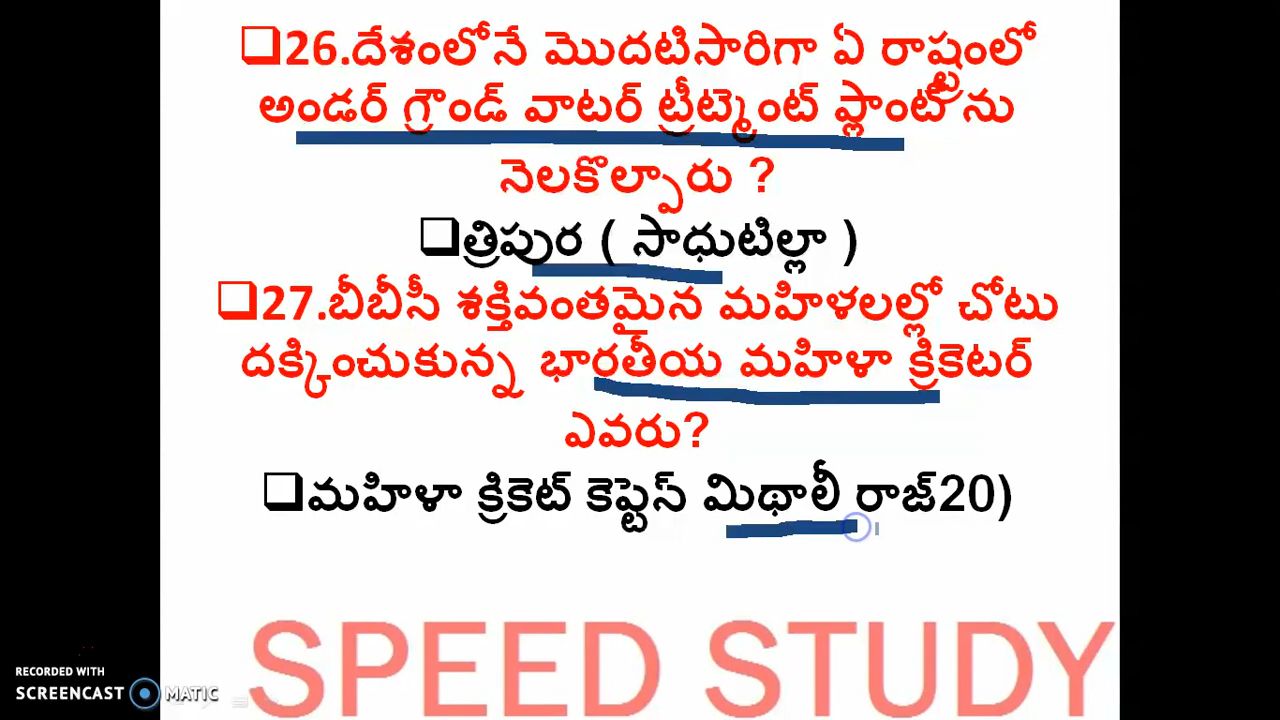 ❑26.దేశంలోనే మొదటిసారిగా ఏ రాష్ట్రంలో
అండర్ గ్రౌండ్ వాటర్ ట్రీట్మెంట్ ప్లాంట్ ను
నెలకొల్పారు ?
❑త్రిపుర ( సాధుటిల్లా )
❑27.బీబీసీ శక్తివంతమైన మహిళలల్లో చోటు
దక్కించుకున్న భారతీయ మహిళా క్రికెటర్
ఎవరు?
❑మహిళా క్రికెట్ కెప్టెన్ మిథాలీ రాజ్20)
SPEED STUDY
RECORDED WITH
SCREENCAST MATIC